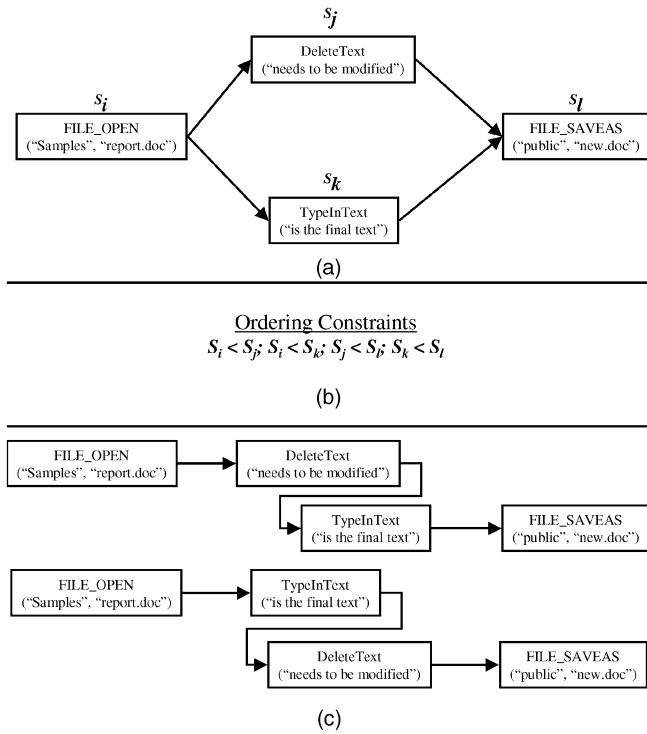 S_j
DeleteText
(“needs to be modified”)
S_i
FILE_OPEN
(“Samples”, “report.doc”)
S_l
FILE_SAVEAS
(“public”, “new.doc”)
S_k
TypeInText
(“is the final text”)
(a)
Ordering Constraints
S_i < S_j; S_i < S_k; S_j < S_l; S_k < S_l
(b)
FILE_OPEN
(“Samples”, “report.doc”)
DeleteText
(“needs to be modified”)
TypeInText
(“is the final text”)
FILE_SAVEAS
(“public”, “new.doc”)
FILE_OPEN
(“Samples”, “report.doc”)
TypeInText
(“is the final text”)
DeleteText
(“needs to be modified”)
FILE_SAVEAS
(“public”, “new.doc”)
(c)